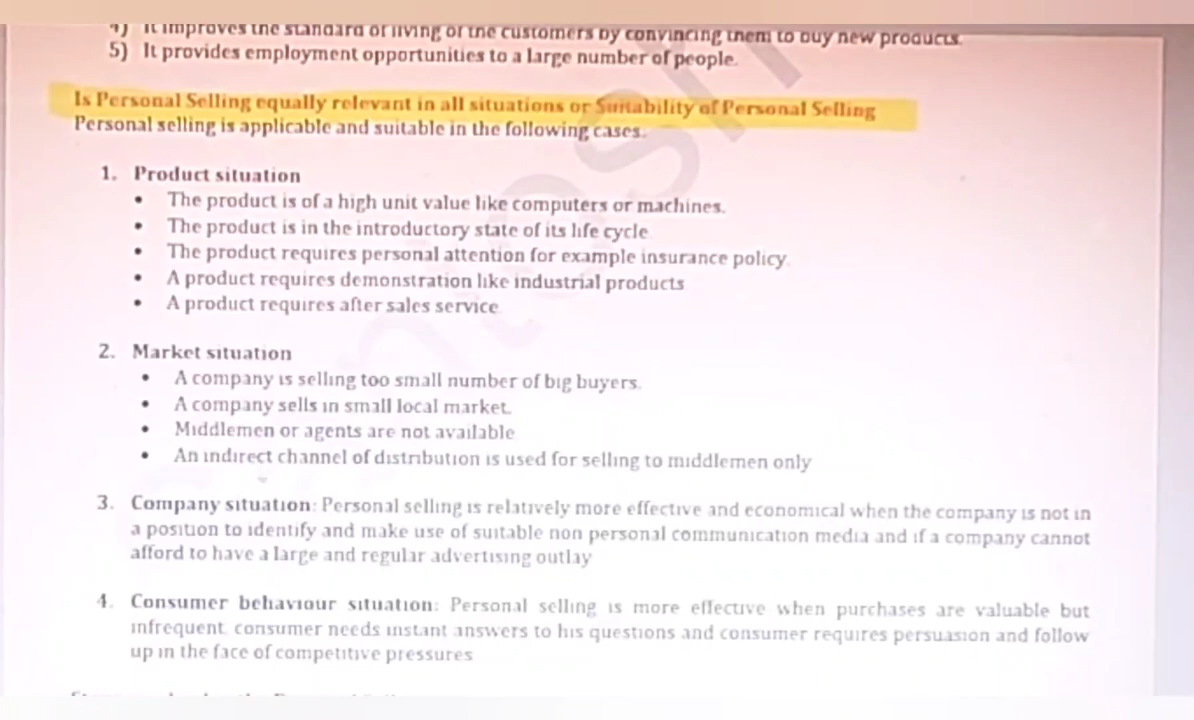 4) It improves the standard of living of the customers by convincing them to buy new products.
5) It provides employment opportunities to a large number of people.
Is Personal Selling equally relevant in all situations or Suitability of Personal Selling
Personal selling is applicable and suitable in the following cases.
1. Product situation
• The product is of a high unit value like computers or machines.
• The product is in the introductory state of its life cycle
• The product requires personal attention for example insurance policy.
• A product requires demonstration like industrial products
• A product requires after sales service
2. Market situation
• A company is selling too small number of big buyers.
• A company sells in small local market.
• Middlemen or agents are not available
• An indirect channel of distribution is used for selling to middlemen only
3. Company situation: Personal selling is relatively more effective and economical when the company is not in
a position to identify and make use of suitable non personal communication media and if a company cannot
afford to have a large and regular advertising outlay
4. Consumer behaviour situation: Personal selling is more effective when purchases are valuable but
infrequent consumer needs instant answers to his questions and consumer requires persuasion and follow
up in the face of competitive pressures